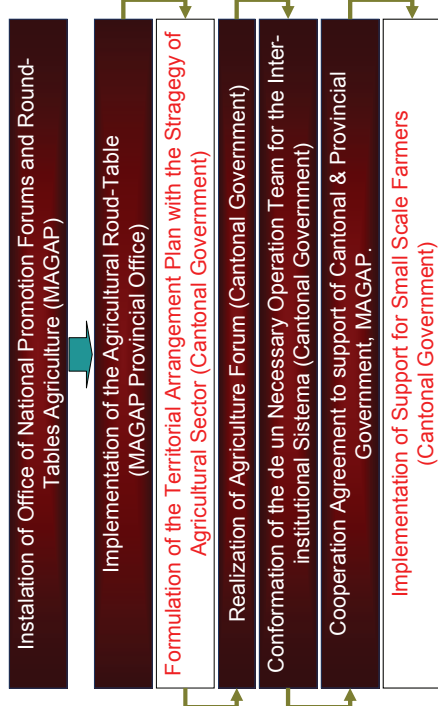 Instalation of Office of National Promotion Forums and Round-
Tables Agriculture (MAGAP)
Implementation of the Agricultural Roud-Table
(MAGAP Provincial Office)
Formulation of the Territorial Arrangement Plan with the Stragegy of
Agricultural Sector (Cantonal Government)
Realization of Agriculture Forum (Cantonal Government)
Conformation of the de un Necessary Operation Team for the Inter-
institutional Sistema (Cantonal Government)
Cooperation Agreement to support of Cantonal & Provincial
Government, MAGAP.
Implementation of Support for Small Scale Farmers
(Cantonal Government)